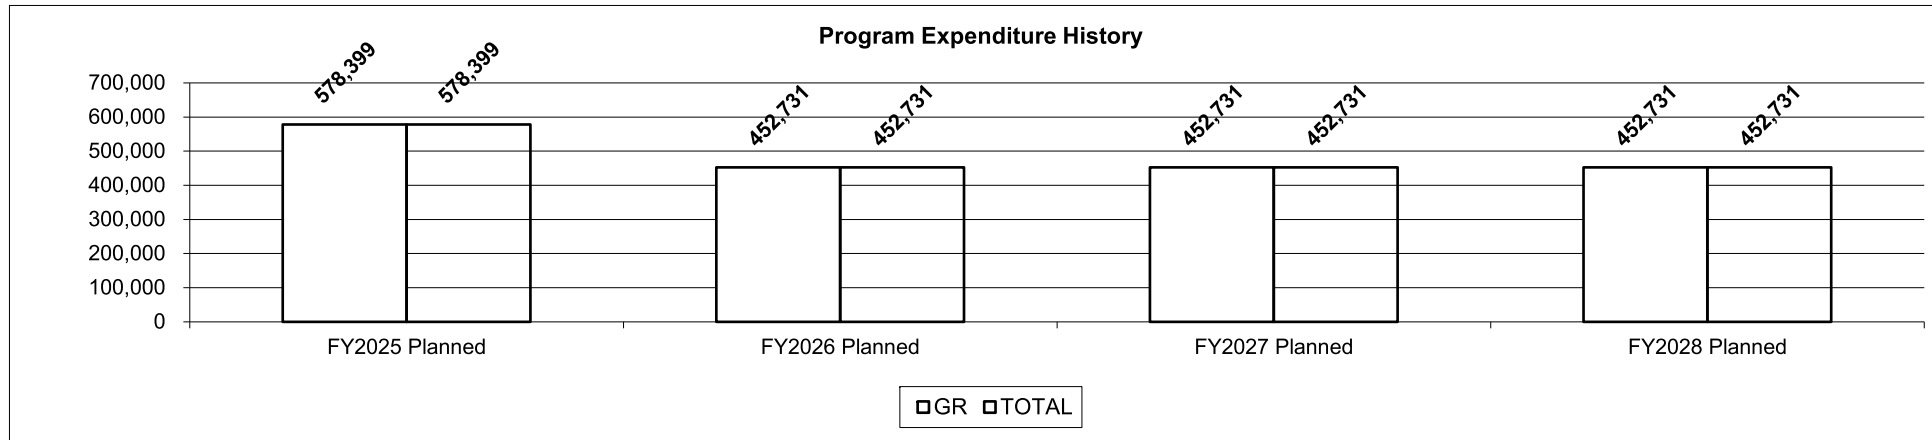 Program Expenditure History
578,399
578,399
452,731
452,731
452,731
452,731
452,731
452,731
700,000
600,000
500,000
400,000
300,000
200,000
100,000
0
FY2025 Planned
FY2026 Planned
FY2027 Planned
FY2028 Planned
GR
TOTAL